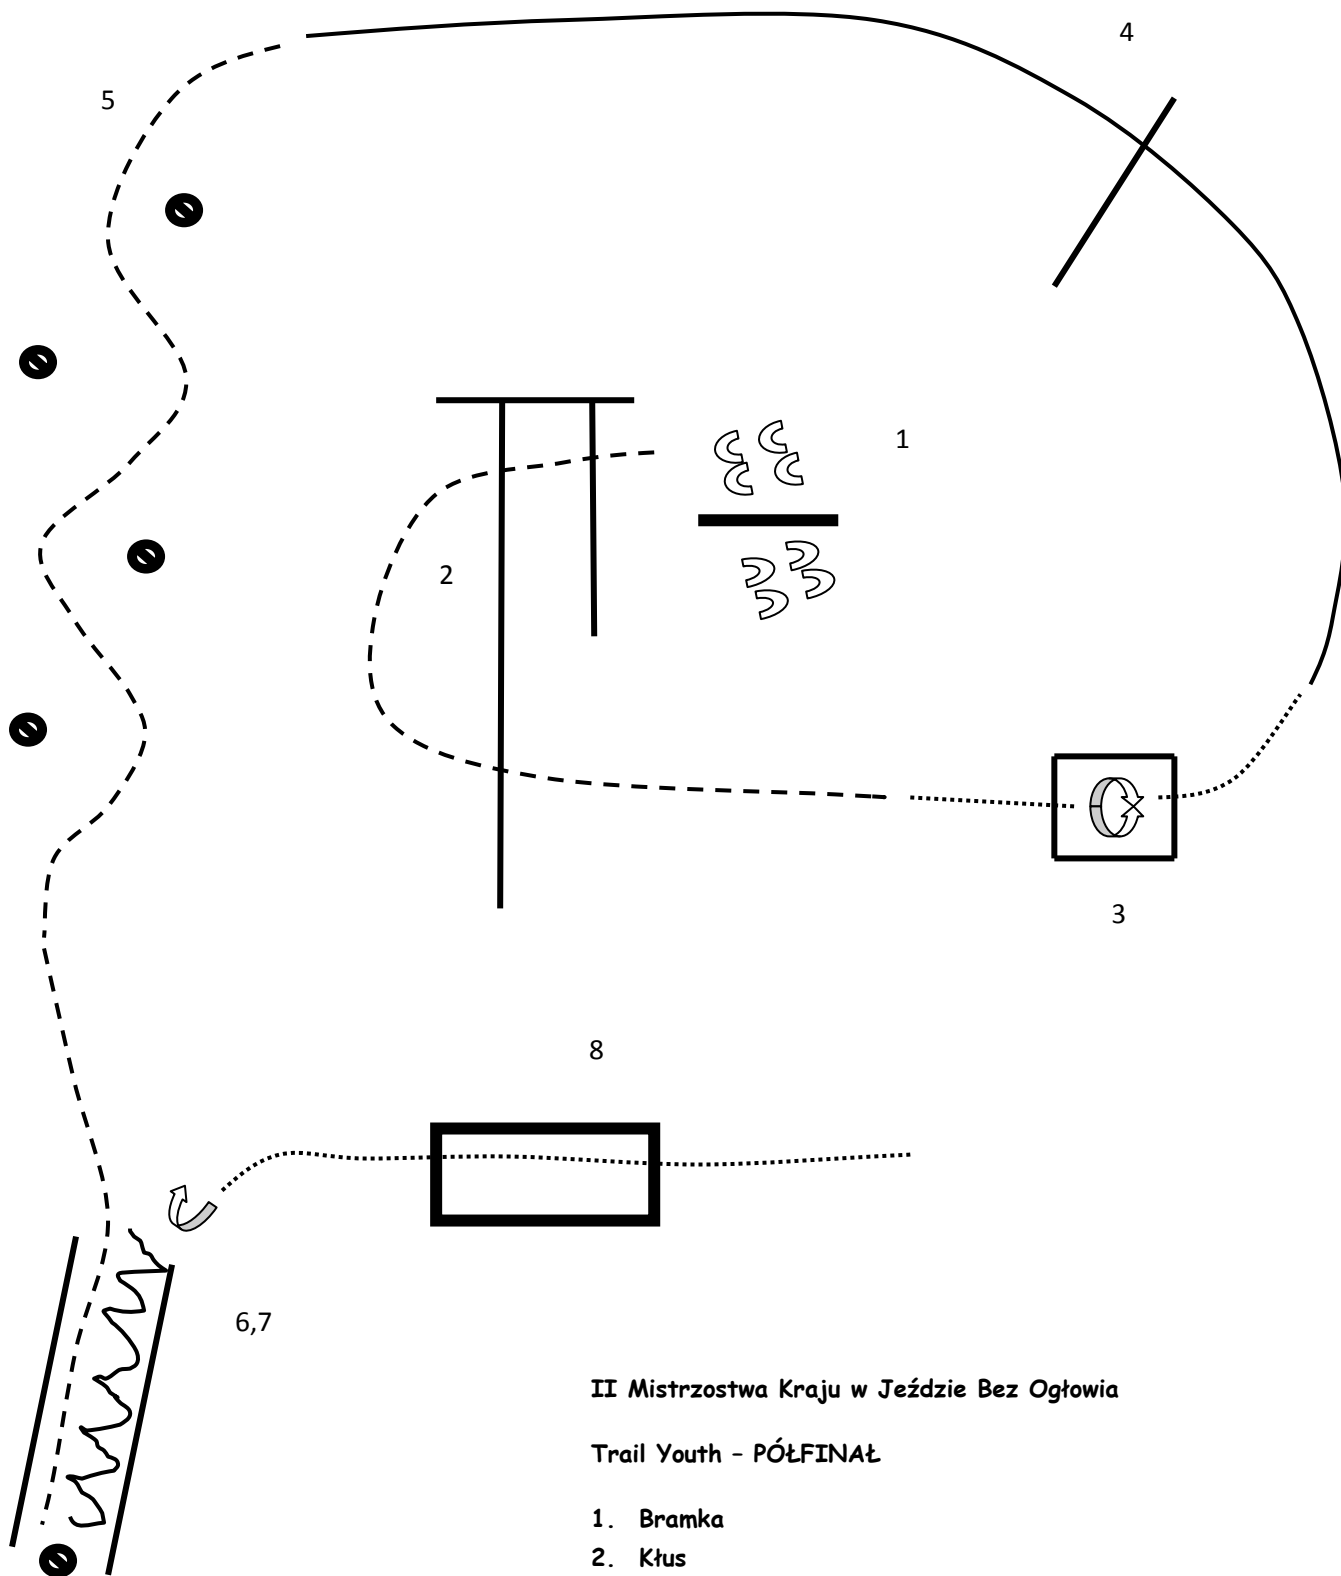 4
5
1
2
3
8
6,7
II Mistrzostwa Kraju w Jeździe Bez Ogłowia
Trail Youth – PÓŁFINAŁ
1. Bramka
2. Kłus